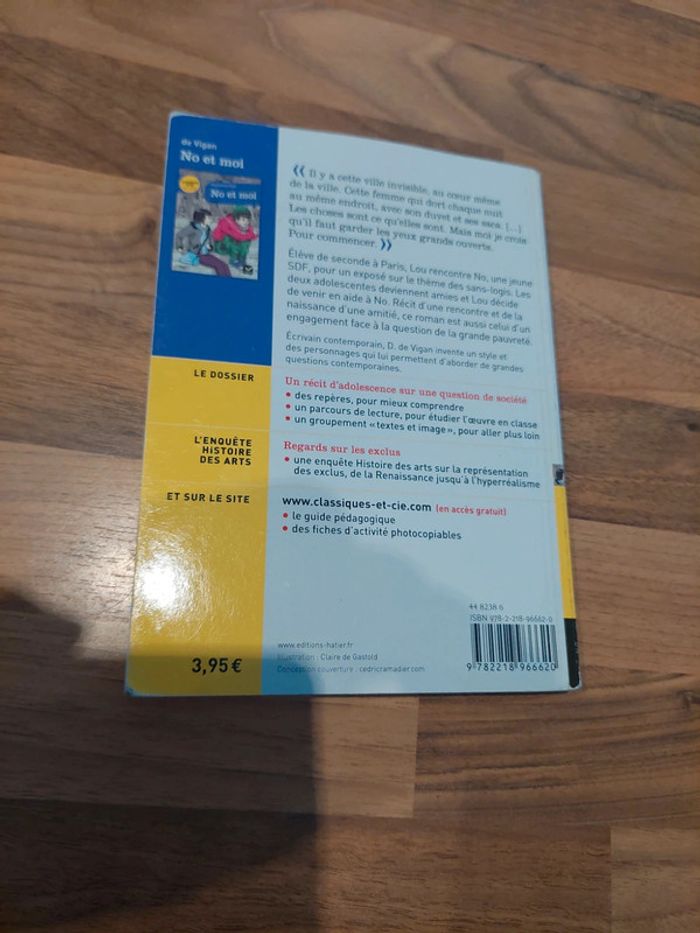 de Vigan
No et moi
No et moi
« Il y a cette ville invisible, au cœur même
de la ville. Cette femme qui dort chaque nuit
au même endroit, avec son duvet et ses sacs. [...]
Les choses sont ce qu'elles sont. Mais moi je crois
qu'il faut garder les yeux grands ouverts.
Pour commencer. »
Élève de seconde à Paris, Lou rencontre No, une jeune
SDF, pour un exposé sur le thème des sans-logis. Les
deux adolescentes deviennent amies et Lou décide
de venir en aide à No. Récit d'une rencontre et de la
naissance d'une amitié, ce roman est aussi celui d'un
engagement face à la question de la grande pauvreté.
Écrivain contemporain, D. de Vigan invente un style et
des personnages qui lui permettent d'aborder de grandes
questions contemporaines.
LE DOSSIER
Un récit d'adolescence sur une question de société
• des repères, pour mieux comprendre
• un parcours de lecture, pour étudier l'œuvre en classe
• un groupement « textes et image », pour aller plus loin
L'ENQUÊTE
HISTOIRE
DES ARTS
Regards sur les exclus
• une enquête Histoire des arts sur la représentation
des exclus, de la Renaissance jusqu'à l'hyperréalisme
ET SUR LE SITE
www.classiques-et-cie.com (en accès gratuit)
• le guide pédagogique
• des fiches d'activité photocopiables
44 8238 6
ISBN 978-2-218-96662-0
9 782218 966620
www.editions-hatier.fr
Illustration : Claire de Gastold
Conception couverture : cedricramadier.com
3,95 €